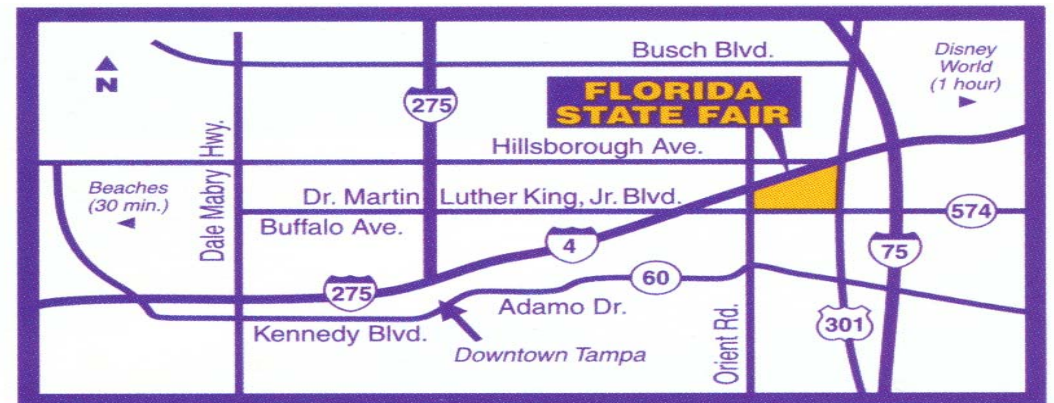 Busch Blvd.
Disney
World
(1 hour)
N
275
FLORIDA
STATE FAIR
Dale Mabry Hwy.
Hillsborough Ave.
Beaches
(30 min.)
Dr. Martin Luther King, Jr. Blvd.
574
Buffalo Ave.
4
75
60
275
Adamo Dr.
301
Kennedy Blvd.
Downtown Tampa
Orient Rd.